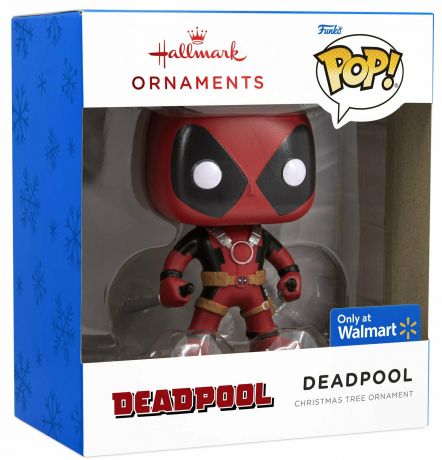 Hallmark
ORNAMENTS
Funko
POP!
Only at
Walmart
DEADPOOL
DEADPOOL
CHRISTMAS TREE ORNAMENT